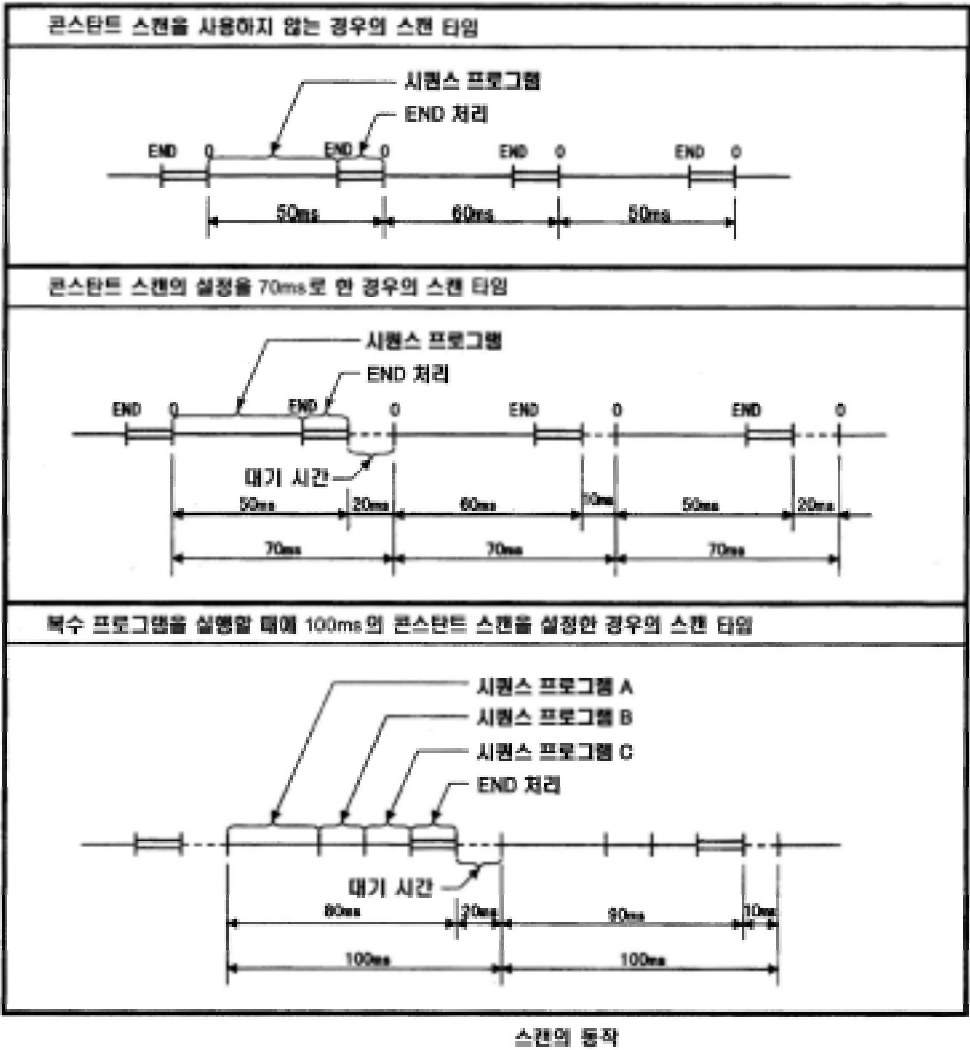 콘스탄트 스캔을 사용하지 않는 경우의 스캔 타임
시퀀스 프로그램
END 처리
END 0 END 0 END 0 END 0
50ms 60ms 50ms
콘스탄트 스캔의 설정을 70ms로 한 경우의 스캔 타임
시퀀스 프로그램
END 처리
END 0 END 0 END 0 END 0
대기 시간
50ms 20ms 60ms 10ms 50ms 20ms
70ms 70ms 70ms
복수 프로그램을 실행할 때에 100ms의 콘스탄트 스캔을 설정한 경우의 스캔 타임
시퀀스 프로그램 A
시퀀스 프로그램 B
시퀀스 프로그램 C
END 처리
대기 시간
80ms 20ms 90ms 10ms
100ms 100ms
스캔의 동작